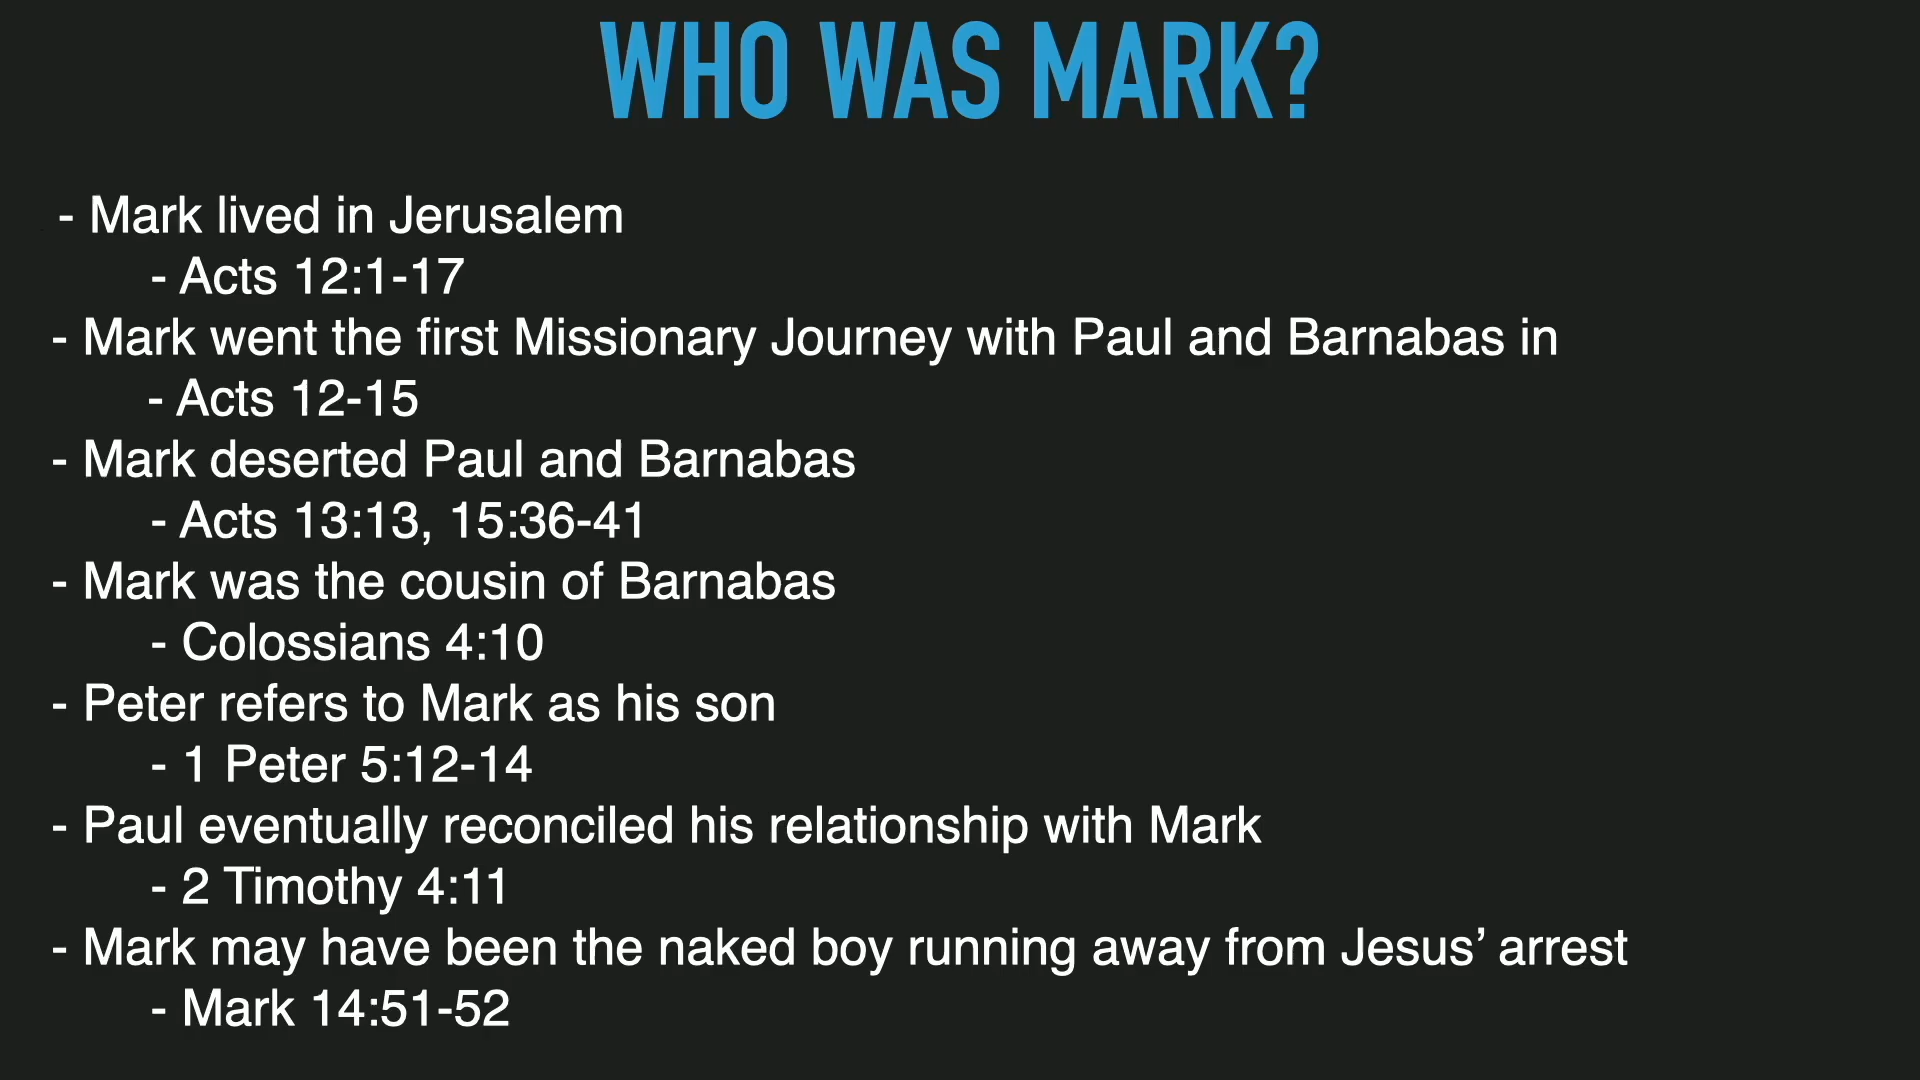 WHO WAS MARK?
- Mark lived in Jerusalem
- Acts 12:1-17
- Mark went the first Missionary Journey with Paul and Barnabas in
- Acts 12-15
- Mark deserted Paul and Barnabas
- Acts 13:13, 15:36-41
- Mark was the cousin of Barnabas
- Colossians 4:10
- Peter refers to Mark as his son
- 1 Peter 5:12-14
- Paul eventually reconciled his relationship with Mark
- 2 Timothy 4:11
- Mark may have been the naked boy running away from Jesus’ arrest
- Mark 14:51-52